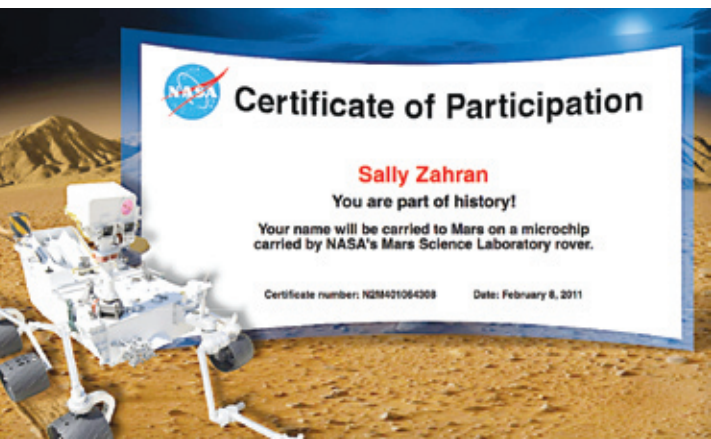 NASA
Certificate of Participation
Sally Zahran
You are part of history!
Your name will be carried to Mars on a microchip
carried by NASA's Mars Science Laboratory rover.
Certificate number: N2M401064308 Date: February 8, 2011